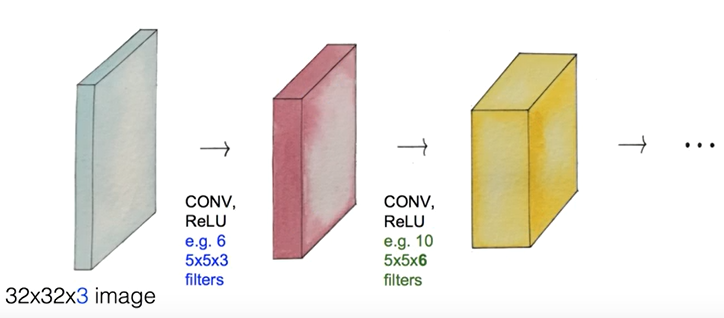 CONV,
ReLU
e.g. 6
5x5x3
filters
CONV,
ReLU
e.g. 10
5x5x6
filters
...
32x32x3 image